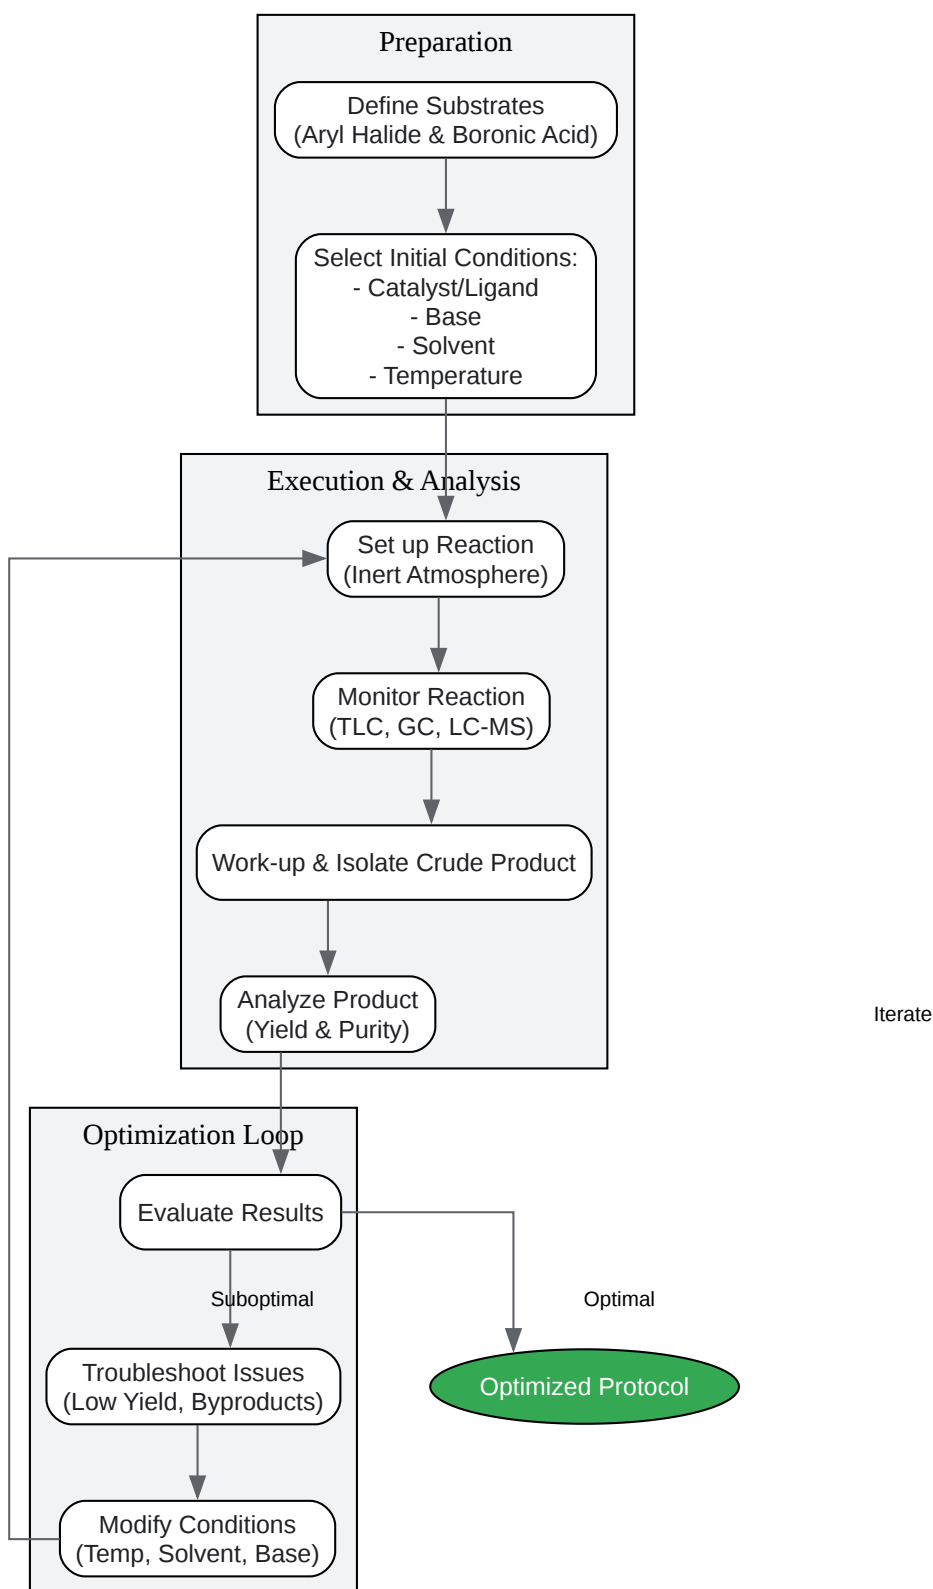 Preparation
Define Substrates
(Aryl Halide & Boronic Acid)
Select Initial Conditions:
- Catalyst/Ligand
- Base
- Solvent
- Temperature
Execution & Analysis
Set up Reaction
(Inert Atmosphere)
Monitor Reaction
(TLC, GC, LC-MS)
Work-up & Isolate Crude Product
Analyze Product
(Yield & Purity)
Iterate
Optimization Loop
Evaluate Results
Suboptimal
Optimal
Troubleshoot Issues
(Low Yield, Byproducts)
Optimized Protocol
Modify Conditions
(Temp, Solvent, Base)